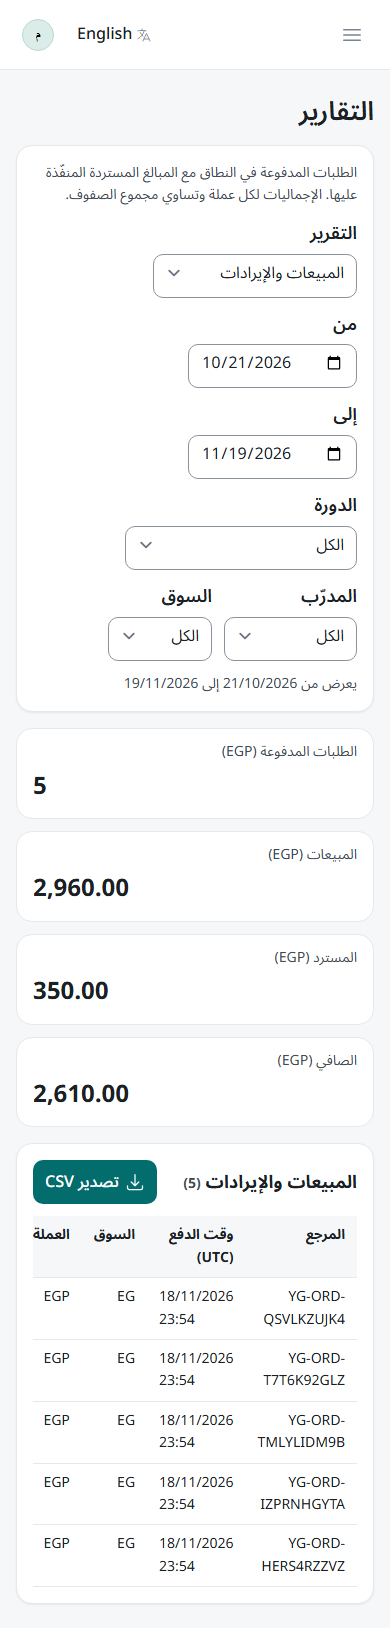 م
English
التقارير
الطلبات المدفوعة في النطاق مع المبالغ المستردة المنفّذة
عليها. الإجماليات لكل عملة وتساوي مجموع الصفوف.
التقرير
المبيعات والإيرادات
من
10/21/2026
إلى
11/19/2026
الدورة
الكل
المدرّب السوق
الكل الكل
يعرض من 21/10/2026 إلى 19/11/2026
الطلبات المدفوعة (EGP)
5
المبيعات (EGP)
2,960.00
المسترد (EGP)
350.00
الصافي (EGP)
2,610.00
المبيعات والإيرادات (5) تصدير CSV
المرجع وقت الدفع (UTC) السوق العملة
YG-ORD-QSVLKZUJK4 18/11/2026 23:54 EG EGP
YG-ORD-T7T6K92GLZ 18/11/2026 23:54 EG EGP
YG-ORD-TMLYLIDM9B 18/11/2026 23:54 EG EGP
YG-ORD-IZPRNHGYTA 18/11/2026 23:54 EG EGP
YG-ORD-HERS4RZZVZ 18/11/2026 23:54 EG EGP